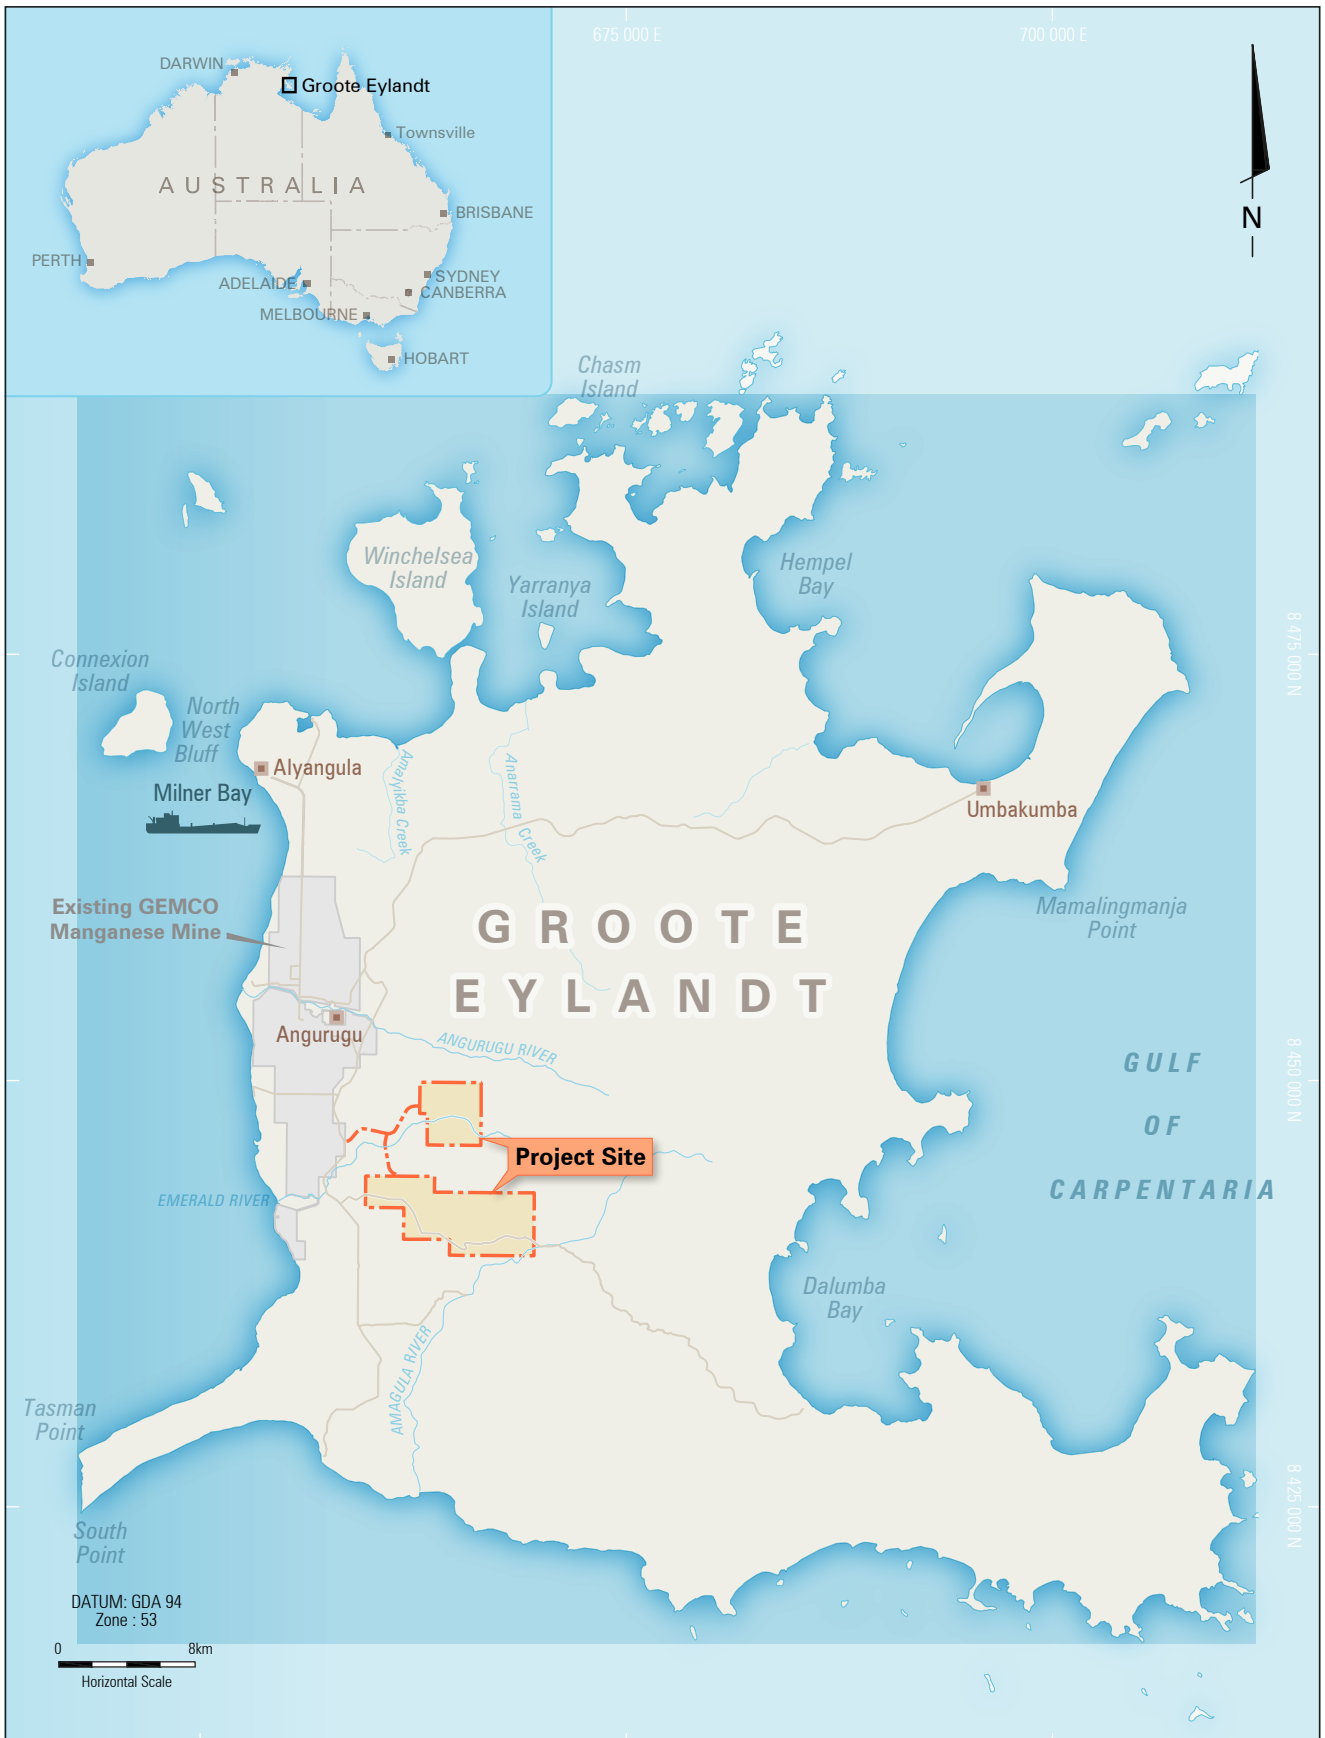 675 000 E
700 000 E
DARWIN
Groote Eylandt
Townsville
AUSTRALIA
BRISBANE
PERTH
ADELAIDE
SYDNEY
CANBERRA
MELBOURNE
HOBART
N
Chasm
Island
Winchelsea
Island
Yarranya
Island
Hempel
Bay
8 475 000 N
Connexion
Island
North
West
Bluff
Alyangula
Milner Bay
Amalyikba Creek
Anarrama Creek
Umbakumba
Existing GEMCO
Manganese Mine
GROOTE
EYLANDT
Mamalingmanja
Point
Angurugu
ANGURUGU RIVER
GULF
OF
CARPENTARIA
8 450 000 N
Project Site
EMERALD RIVER
Dalumba
Bay
AMAGULA RIVER
Tasman
Point
8 425 000 N
South
Point
DATUM: GDA 94
Zone : 53
0 8km
Horizontal Scale